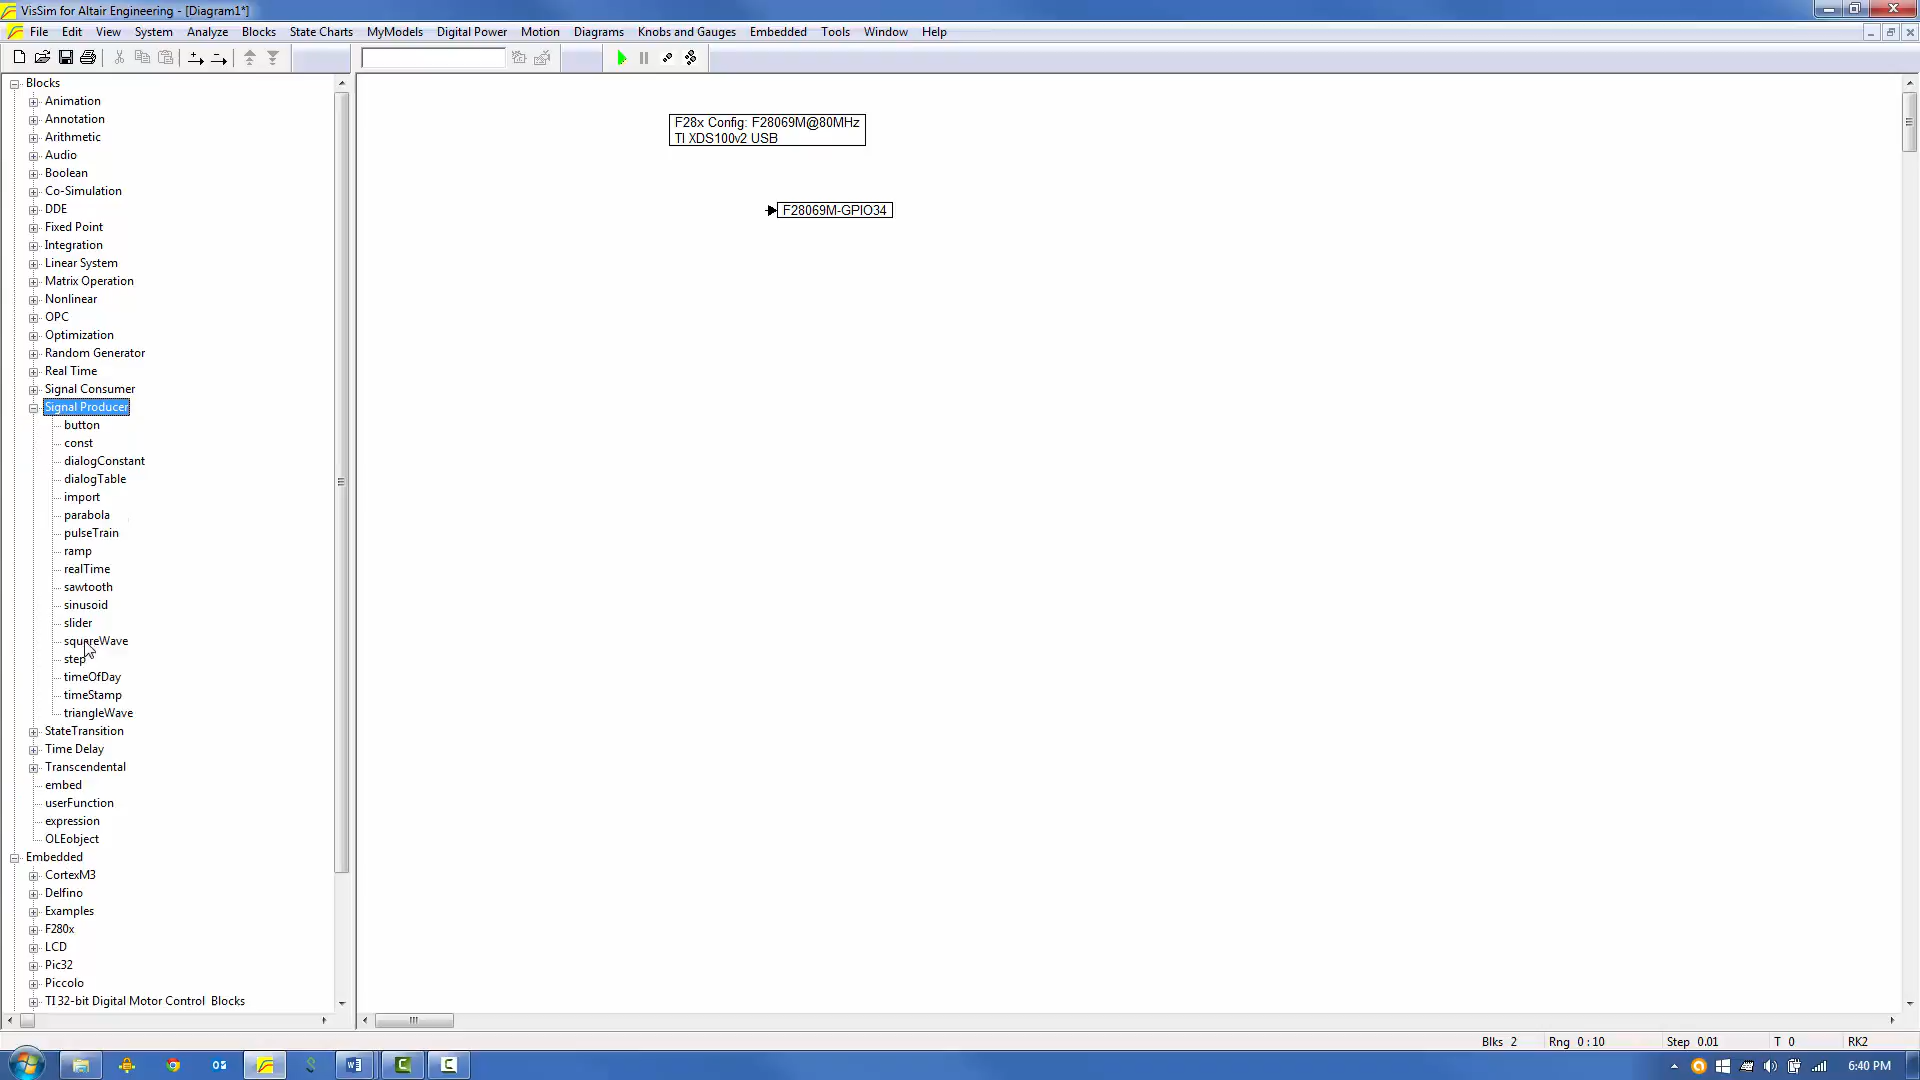 VisSim for Altair Engineering - [Diagram1*]
File Edit View System Analyze Blocks State Charts MyModels Digital Power Motion Diagrams Knobs and Gauges Embedded Tools Window Help
Blocks
Animation
Annotation
Arithmetic
Audio
Boolean
Co-Simulation
DDE
Fixed Point
Integration
Linear System
Matrix Operation
Nonlinear
OPC
Optimization
Random Generator
Real Time
Signal Consumer
Signal Producer
button
const
dialogConstant
dialogTable
import
parabola
pulseTrain
ramp
realTime
sawtooth
sinusoid
slider
squareWave
step
timeOfDay
timeStamp
triangleWave
StateTransition
Time Delay
Transcendental
embed
userFunction
expression
OLEobject
Embedded
CortexM3
Delfino
Examples
F280x
LCD
Pic32
Piccolo
TI 32-bit Digital Motor Control Blocks
F28x Config: F28069M@80MHz
TI XDS100v2 USB
F28069M-GPIO34
Blks 2 Rng 0:10 Step 0.01 T 0 RK2
6:40 PM